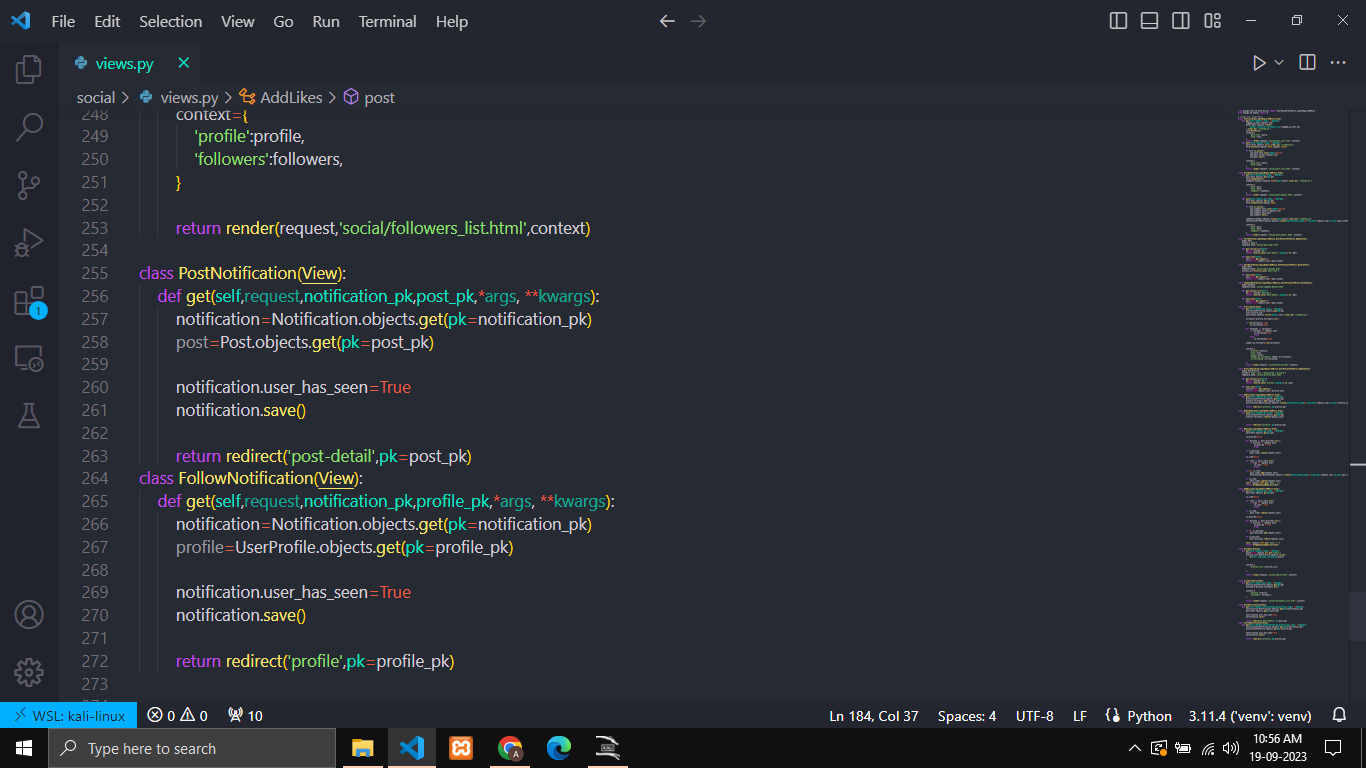 File Edit Selection View Go Run Terminal Help
views.py
social > views.py > AddLikes > post
248 context={
249 'profile':profile,
250 'followers':followers,
251 }
252
253 return render(request,'social/followers_list.html',context)
254
255 class PostNotification(View):
256 def get(self,request,notification_pk,post_pk,*args, **kwargs):
257 notification=Notification.objects.get(pk=notification_pk)
258 post=Post.objects.get(pk=post_pk)
259
260 notification.user_has_seen=True
261 notification.save()
262
263 return redirect('post-detail',pk=post_pk)
264 class FollowNotification(View):
265 def get(self,request,notification_pk,profile_pk,*args, **kwargs):
266 notification=Notification.objects.get(pk=notification_pk)
267 profile=UserProfile.objects.get(pk=profile_pk)
268
269 notification.user_has_seen=True
270 notification.save()
271
272 return redirect('profile',pk=profile_pk)
273
1
WSL: kali-linux 0 0 10 Ln 184, Col 37 Spaces: 4 UTF-8 LF Python 3.11.4 ('venv': venv)
Type here to search
10:56 AM
19-09-2023